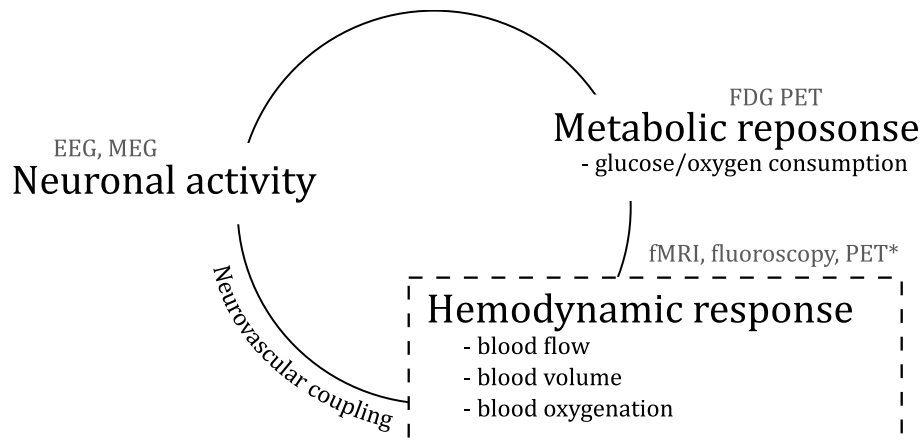 EEG, MEG
Neuronal activity
FDG PET
Metabolic reposonse
- glucose/oxygen consumption
fMRI, fluoroscopy, PET*
Hemodynamic response
- blood flow
- blood volume
- blood oxygenation
Neurovascular coupling